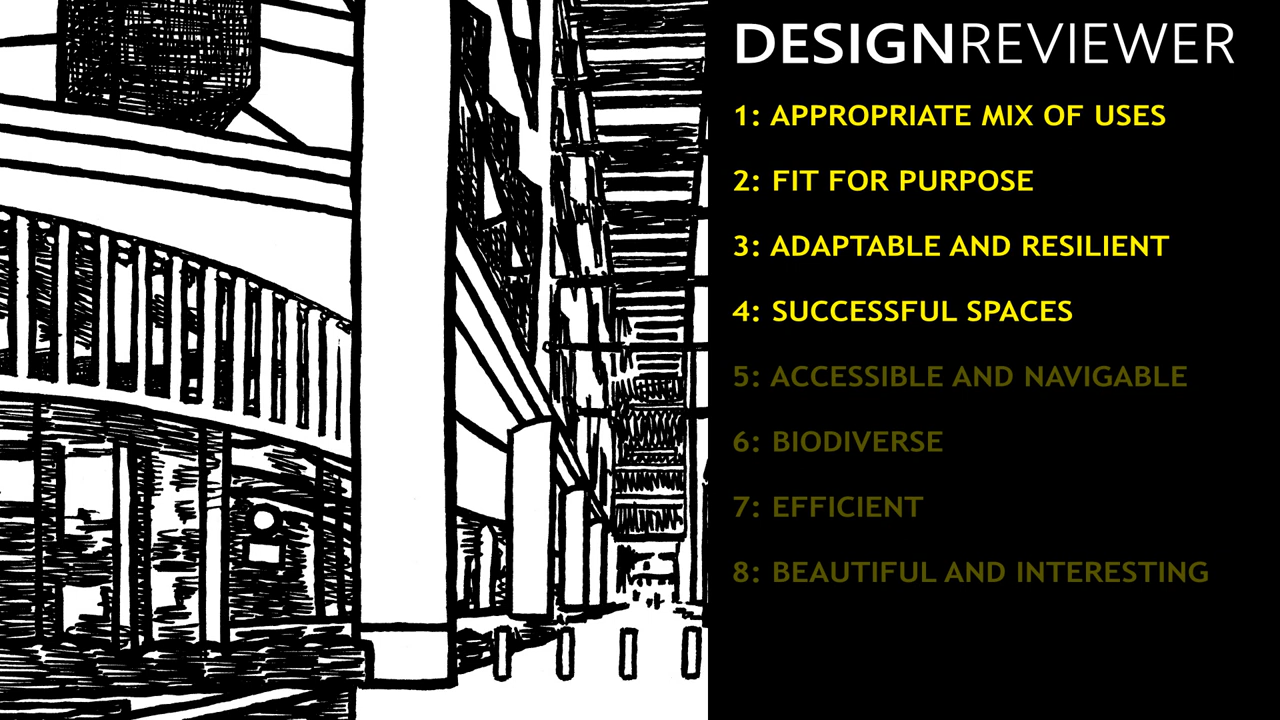 DESIGNREVIEWER
1: APPROPRIATE MIX OF USES
2: FIT FOR PURPOSE
3: ADAPTABLE AND RESILIENT
4: SUCCESSFUL SPACES
5: ACCESSIBLE AND NAVIGABLE
6: BIODIVERSE
7: EFFICIENT
8: BEAUTIFUL AND INTERESTING